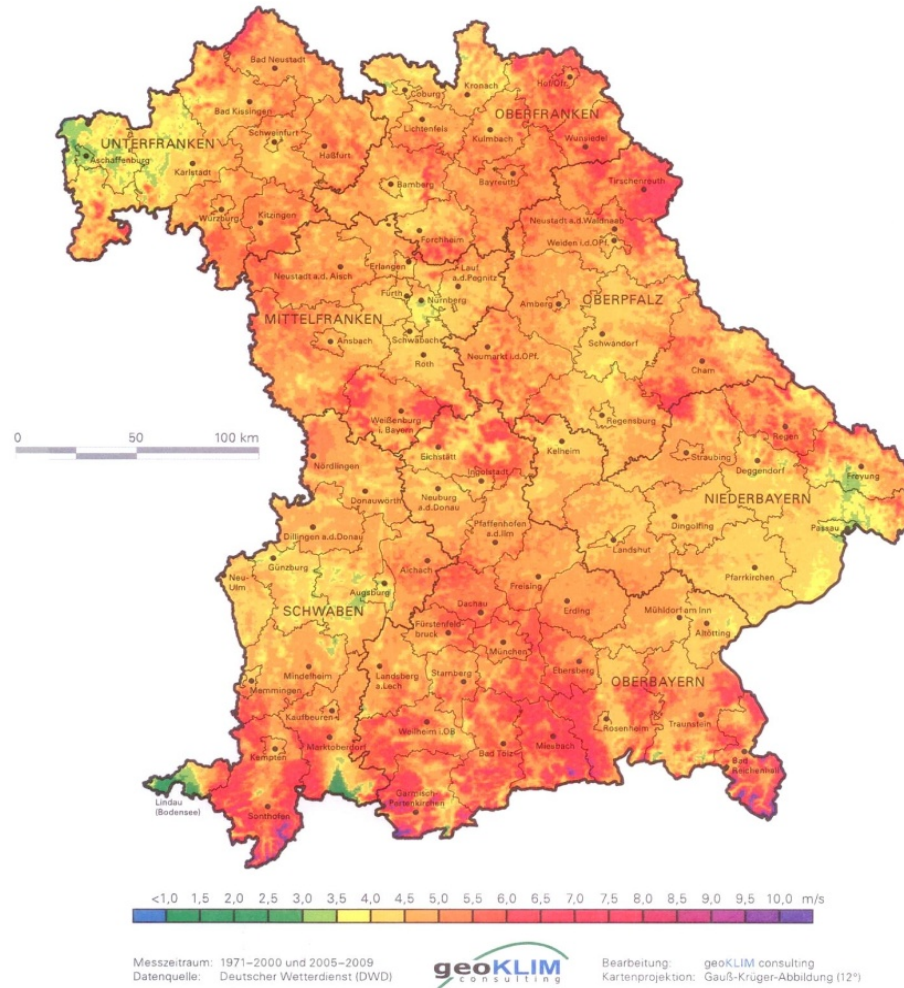 Bad Neustadt
Coburg
Kronach
Hof
Bad Kissingen
OBERFRANKEN
Lichtenfels
Kulmbach
Schweinfurt
UNTERFRANKEN
Haßfurt
Wunsiedel
Aschaffenburg
Karlstadt
Bamberg
Bayreuth
Tirschenreuth
Würzburg
Kitzingen
Neustadt a.d.Waldnaab
Forchheim
Weiden i.d.OPf.
Erlangen
Lauf
a.d.Pegnitz
Neustadt a.d. Aisch
Fürth
Nürnberg
Amberg
OBERPFALZ
MITTELFRANKEN
Ansbach
Schwabach
Schwandorf
Roth
Neumarkt i.d.OPf.
Cham
Weißenburg
i. Bayern
Regensburg
Regen
0 50 100 km
Eichstätt
Kelheim
Straubing
Nördlingen
Ingolstadt
Deggendorf
Freyung
Donauwörth
Neuburg
a.d.Donau
NIEDERBAYERN
Dillingen a.d.Donau
Pfaffenhofen
a.d.Ilm
Dingolfing
Passau
Landshut
Günzburg
Aichach
Neu-
Ulm
Freising
Pfarrkirchen
Augsburg
SCHWABEN
Dachau
Erding
Mühldorf am Inn
Fürstenfeld-
bruck
Altötting
München
Mindelheim
Landsberg
a.Lech
Starnberg
Ebersberg
OBERBAYERN
Memmingen
Kaufbeuren
Rosenheim
Traunstein
Marktoberdorf
Weilheim i.OB
Kempten
Bad Tölz
Miesbach
Bad
Reichenhall
Lindau
(Bodensee)
Sonthofen
Garmisch-
Partenkirchen
<1,0 1,5 2,0 2,5 3,0 3,5 4,0 4,5 5,0 5,5 6,0 6,5 7,0 7,5 8,0 8,5 9,0 9,5 10,0 m/s
Messzeitraum: 1971–2000 und 2005–2009
Datenquelle: Deutscher Wetterdienst (DWD)
geoKLIM
consulting
Bearbeitung: geoKLIM consulting
Kartenprojektion: Gauß-Krüger-Abbildung (12°)